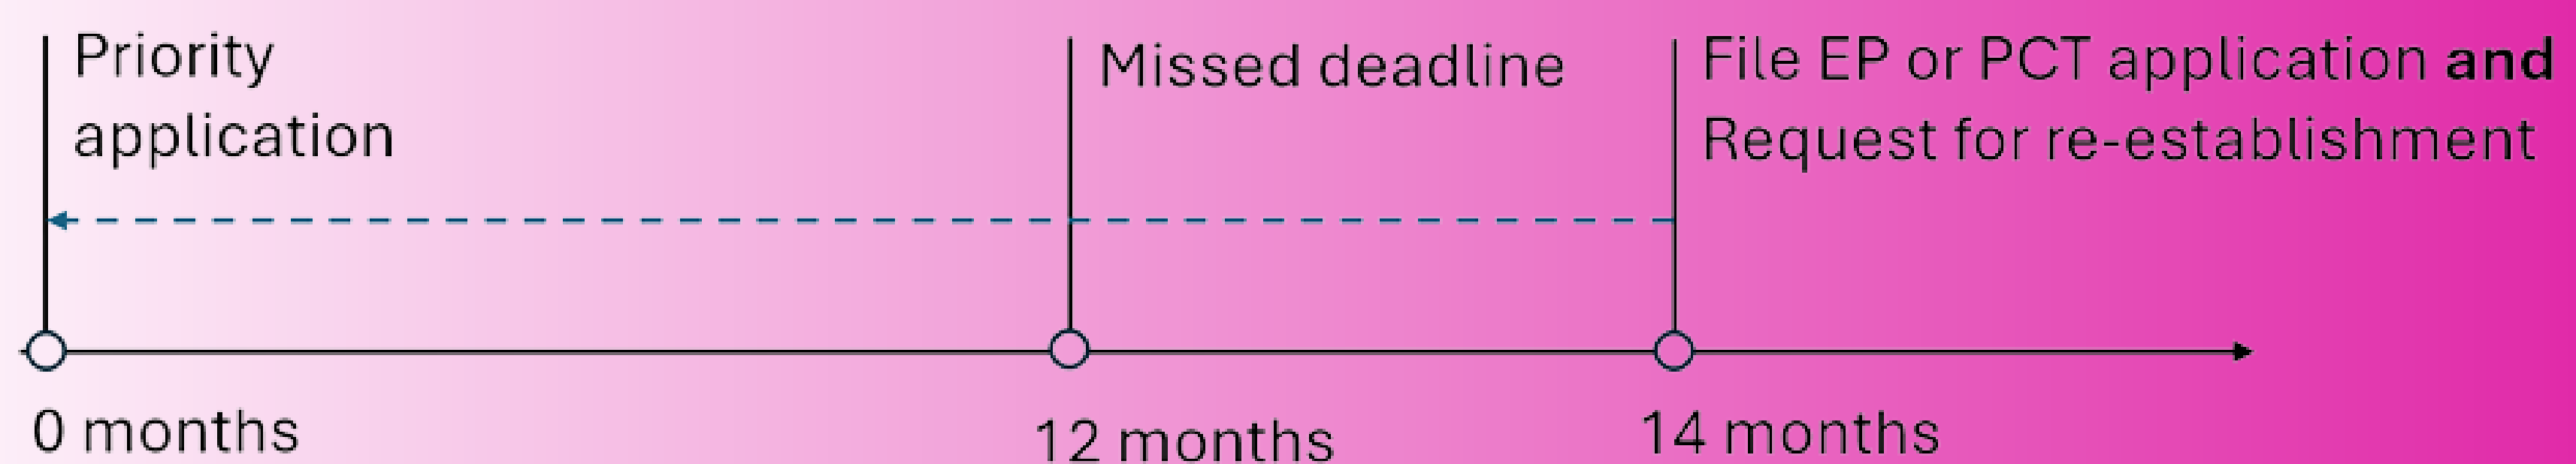 Priority
application
Missed deadline
File EP or PCT application and
Request for re-establishment
0 months
12 months
14 months